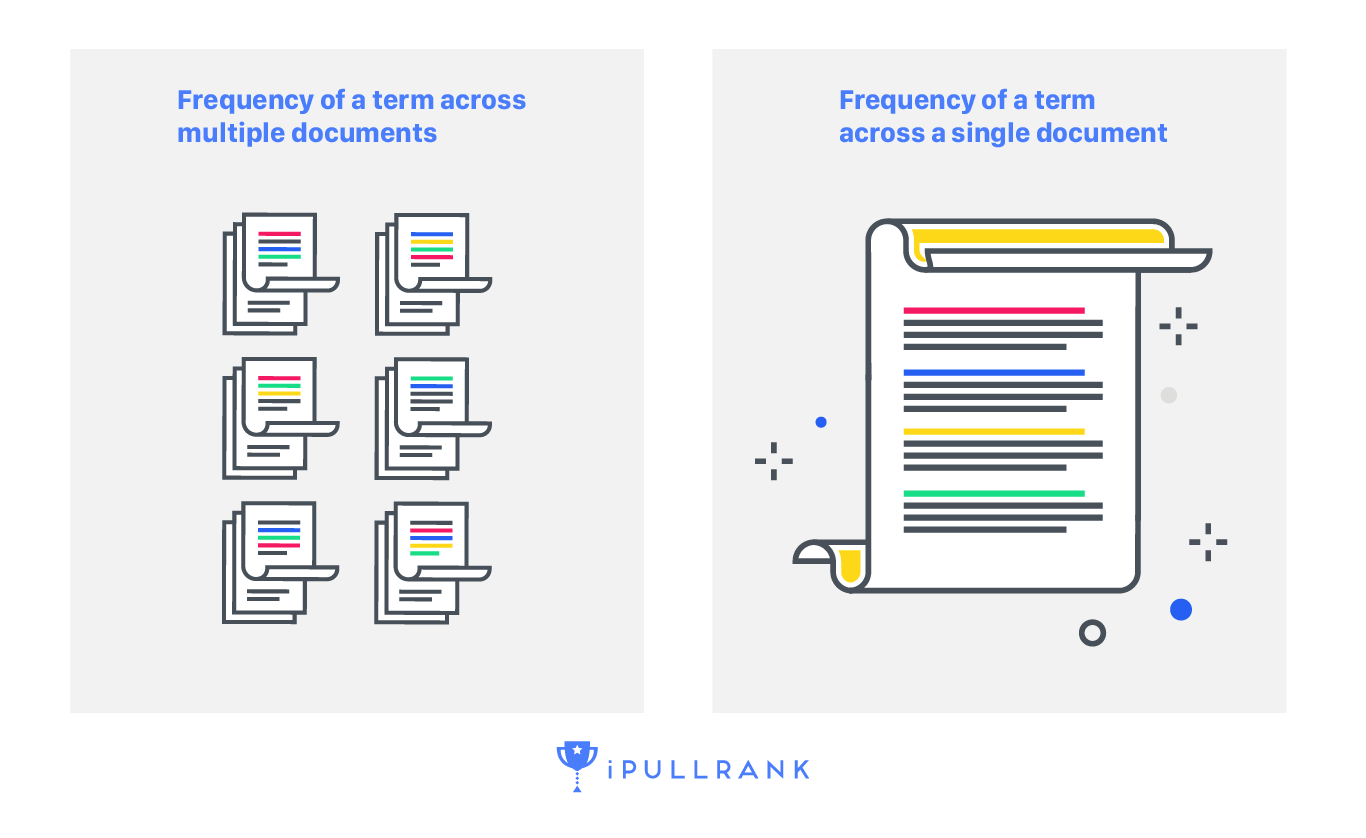 Frequency of a term across
multiple documents
Frequency of a term
across a single document
iPULLRANK